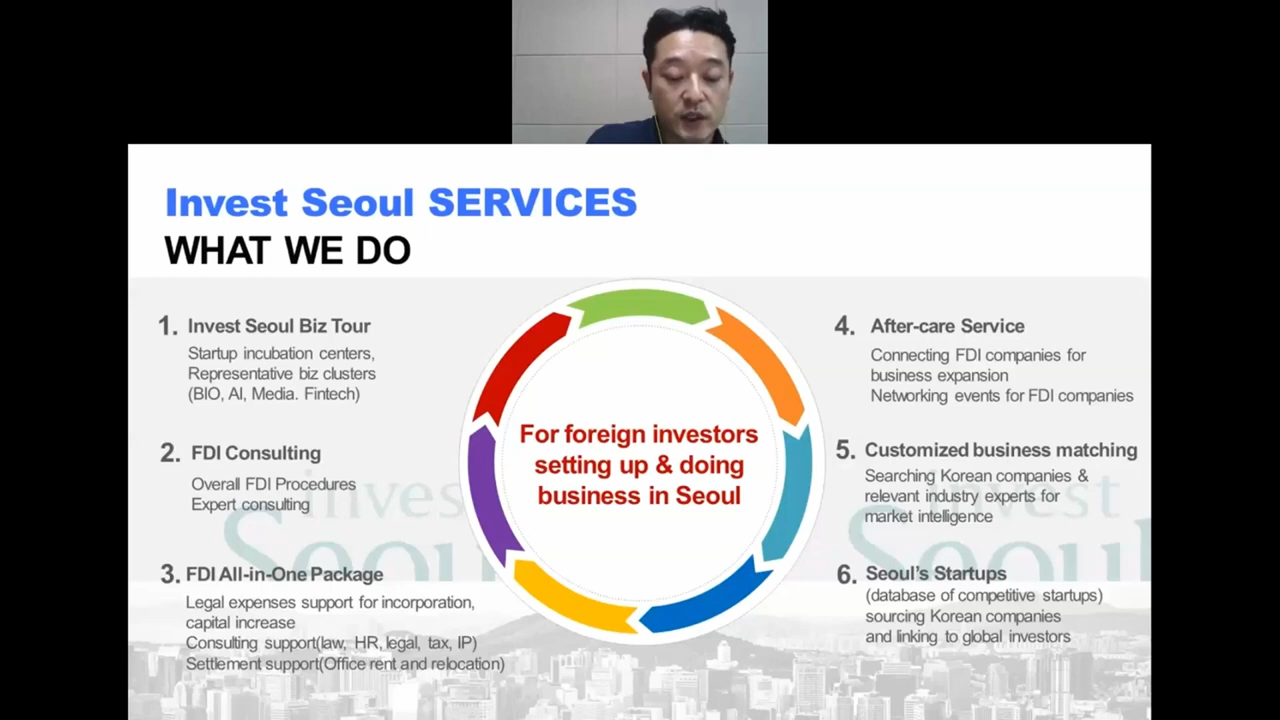 Invest Seoul SERVICES
WHAT WE DO
1. Invest Seoul Biz Tour
Startup incubation centers,
Representative biz clusters
(BIO, AI, Media. Fintech)
2. FDI Consulting
Overall FDI Procedures
Expert consulting
3. FDI All-in-One Package
Legal expenses support for incorporation,
capital increase
Consulting support(law, HR, legal, tax, IP)
Settlement support(Office rent and relocation)
For foreign investors
setting up & doing
business in Seoul
4. After-care Service
Connecting FDI companies for
business expansion
Networking events for FDI companies
5. Customized business matching
Searching Korean companies &
relevant industry experts for
market intelligence
6. Seoul's Startups
(database of competitive startups)
sourcing Korean companies
and linking to global investors
invest
Seoul
invest
Seoul